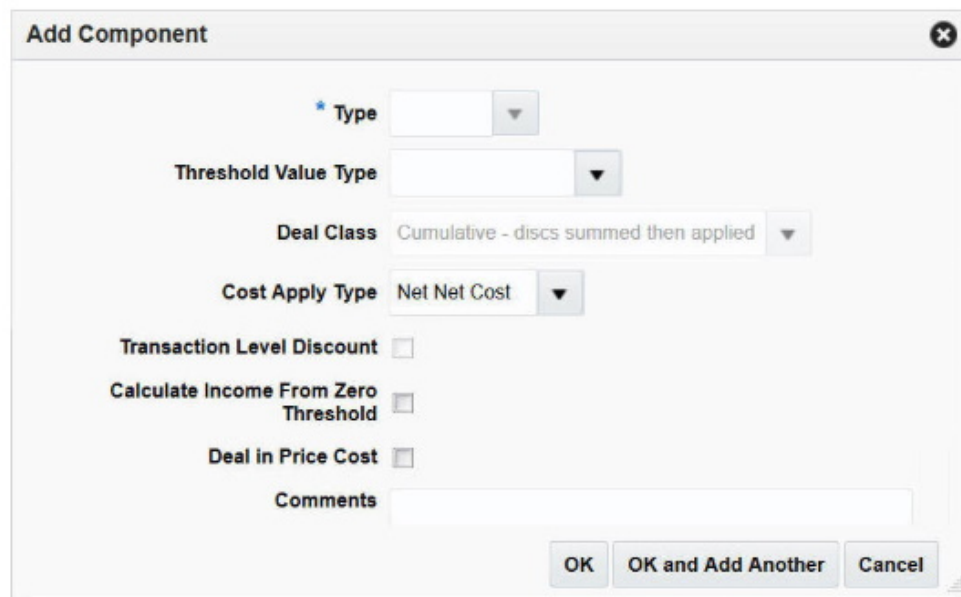 Add Component
* Type
Threshold Value Type
Deal Class Cumulative - discs summed then applied
Cost Apply Type Net Net Cost
Transaction Level Discount
Calculate Income From Zero
Threshold
Deal in Price Cost
Comments
OK OK and Add Another Cancel